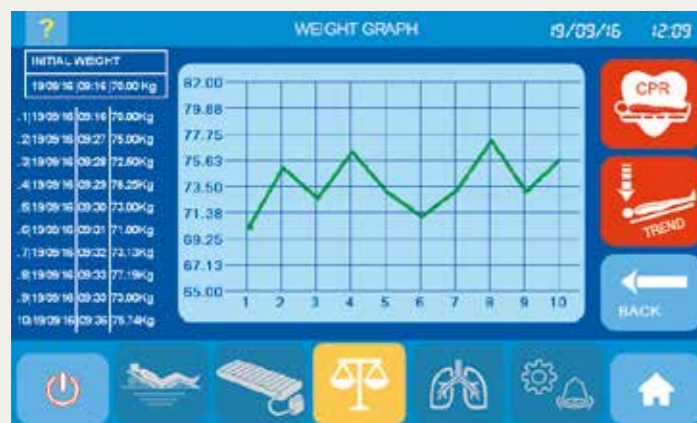 ?
WEIGHT GRAPH
19/09/16 12:09
INITIAL WEIGHT
19/09/16 09:16 70.00 Kg
.1) 19/09/16 09:16 70.00Kg
.2) 19/09/16 09:27 75.00Kg
.3) 19/09/16 09:28 72.50Kg
.4) 19/09/16 09:29 76.25Kg
.5) 19/09/16 09:30 73.00Kg
.6) 19/09/16 09:31 71.00Kg
.7) 19/09/16 09:32 73.13Kg
.8) 19/09/16 09:33 77.19Kg
.9) 19/09/16 09:33 73.00Kg
10) 19/09/16 09:36 75.74Kg
82.00
79.88
77.75
75.63
73.50
71.38
69.25
67.13
65.00
1 2 3 4 5 6 7 8 9 10
CPR
TREND
BACK